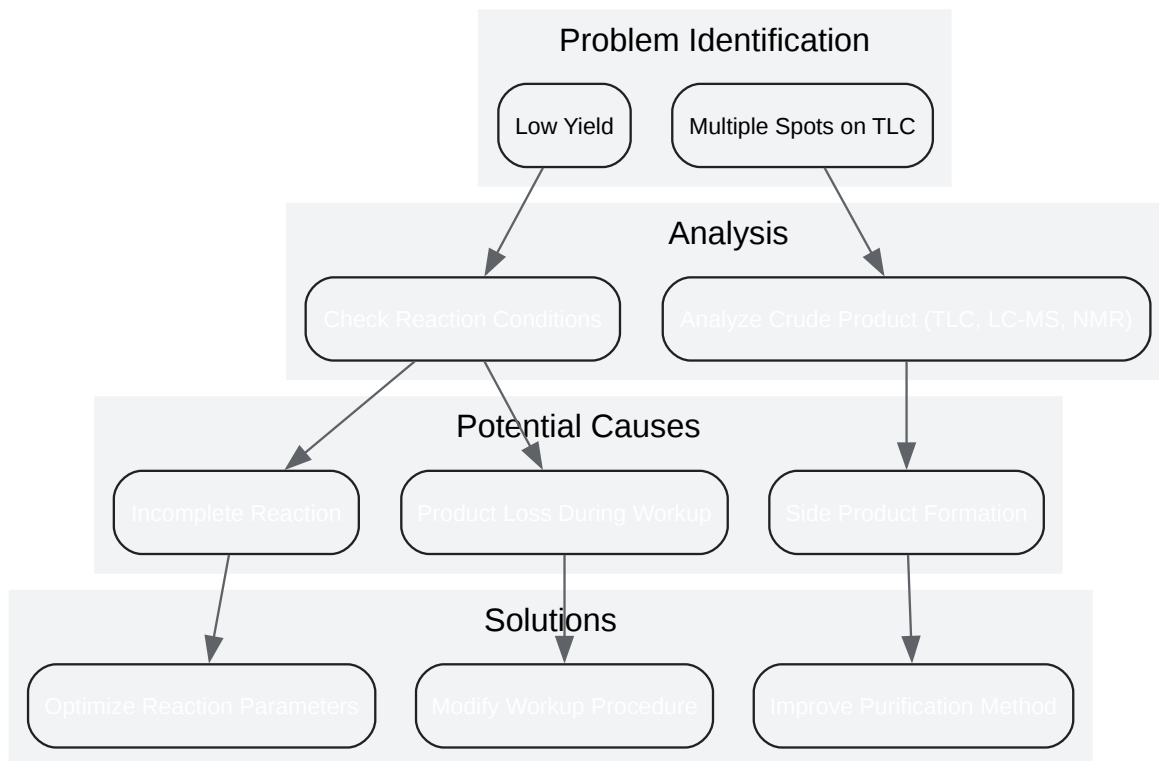 Problem Identification
Low Yield
Multiple Spots on TLC
Analysis
Check Reaction Conditions
Analyze Crude Product (TLC, LC-MS, NMR)
Potential Causes
Incomplete Reaction
Product Loss During Workup
Side Product Formation
Solutions
Optimize Reaction Parameters
Modify Workup Procedure
Improve Purification Method